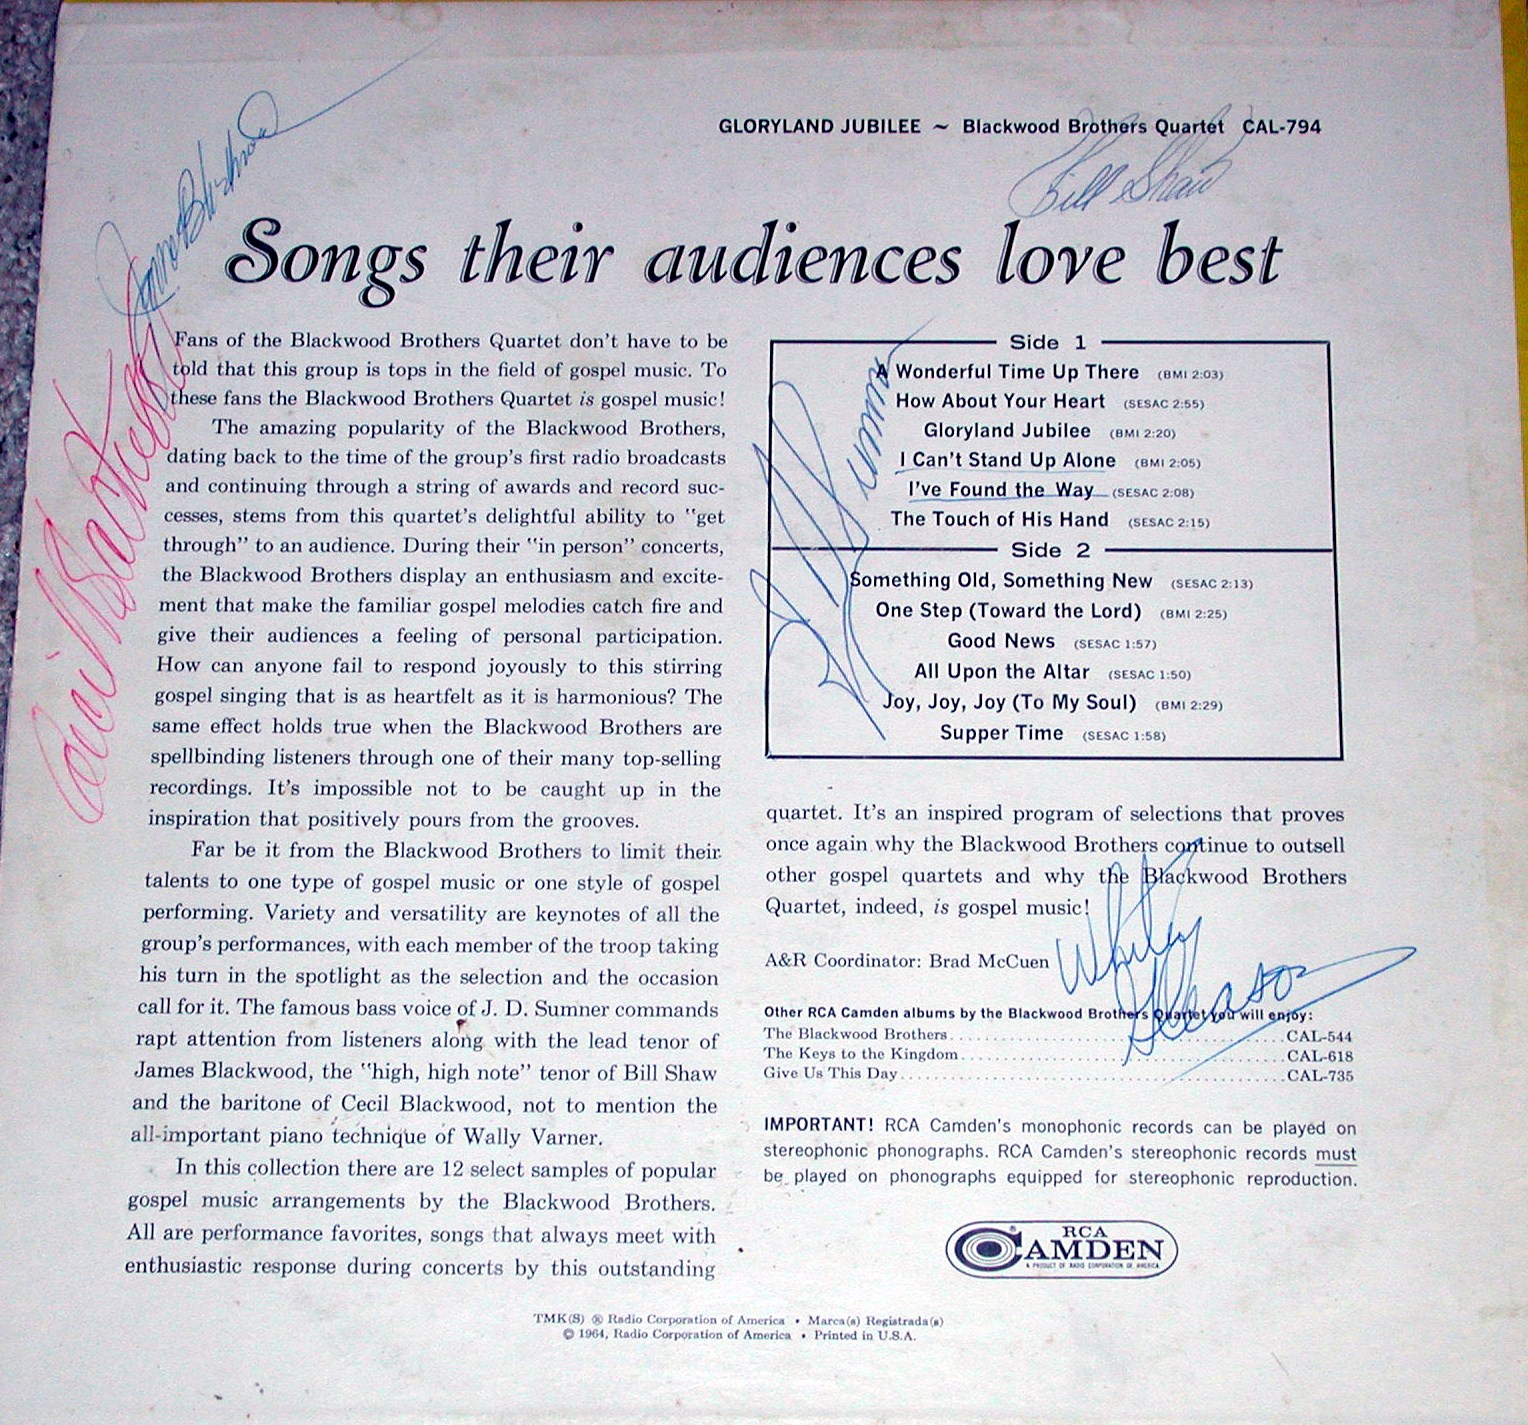 GLORYLAND JUBILEE ~ Blackwood Brothers Quartet CAL-794
James Blackwood
Bill Shaw
Songs their audiences love best
Cecil Blackwood
Fans of the Blackwood Brothers Quartet don't have to be
told that this group is tops in the field of gospel music. To
these fans the Blackwood Brothers Quartet is gospel music!
The amazing popularity of the Blackwood Brothers,
dating back to the time of the group's first radio broadcasts
and continuing through a string of awards and record suc-
cesses, stems from this quartet's delightful ability to "get
through" to an audience. During their "in person" concerts,
the Blackwood Brothers display an enthusiasm and excite-
ment that make the familiar gospel melodies catch fire and
give their audiences a feeling of personal participation.
How can anyone fail to respond joyously to this stirring
gospel singing that is as heartfelt as it is harmonious? The
same effect holds true when the Blackwood Brothers are
spellbinding listeners through one of their many top-selling
recordings. It's impossible not to be caught up in the
inspiration that positively pours from the grooves.
Far be it from the Blackwood Brothers to limit their
talents to one type of gospel music or one style of gospel
performing. Variety and versatility are keynotes of all the
group's performances, with each member of the troop taking
his turn in the spotlight as the selection and the occasion
call for it. The famous bass voice of J. D. Sumner commands
rapt attention from listeners along with the lead tenor of
James Blackwood, the "high, high note" tenor of Bill Shaw
and the baritone of Cecil Blackwood, not to mention the
all-important piano technique of Wally Varner.
In this collection there are 12 select samples of popular
gospel music arrangements by the Blackwood Brothers.
All are performance favorites, songs that always meet with
enthusiastic response during concerts by this outstanding
Side 1
A Wonderful Time Up There (BMI 2:03)
How About Your Heart (SESAC 2:55)
Gloryland Jubilee (BMI 2:20)
I Can't Stand Up Alone (BMI 2:05)
I've Found the Way (SESAC 2:08)
The Touch of His Hand (SESAC 2:15)
Side 2
Something Old, Something New (SESAC 2:13)
One Step (Toward the Lord) (BMI 2:25)
Good News (SESAC 1:57)
All Upon the Altar (SESAC 1:50)
Joy, Joy, Joy (To My Soul) (BMI 2:29)
Supper Time (SESAC 1:58)
J D Sumner
quartet. It's an inspired program of selections that proves
once again why the Blackwood Brothers continue to outsell
other gospel quartets and why the Blackwood Brothers
Quartet, indeed, is gospel music!
Whitey
Gleason
A&R Coordinator: Brad McCuen
Other RCA Camden albums by the Blackwood Brothers Quartet you will enjoy:
The Blackwood Brothers CAL-544
The Keys to the Kingdom CAL-618
Give Us This Day CAL-735
IMPORTANT! RCA Camden's monophonic records can be played on
stereophonic phonographs. RCA Camden's stereophonic records must
be played on phonographs equipped for stereophonic reproduction.
RCA
CAMDEN
A PRODUCT OF RADIO CORPORATION OF AMERICA
TMK(S) ® Radio Corporation of America • Marca(s) Registrada(s)
© 1964, Radio Corporation of America • Printed in U.S.A.